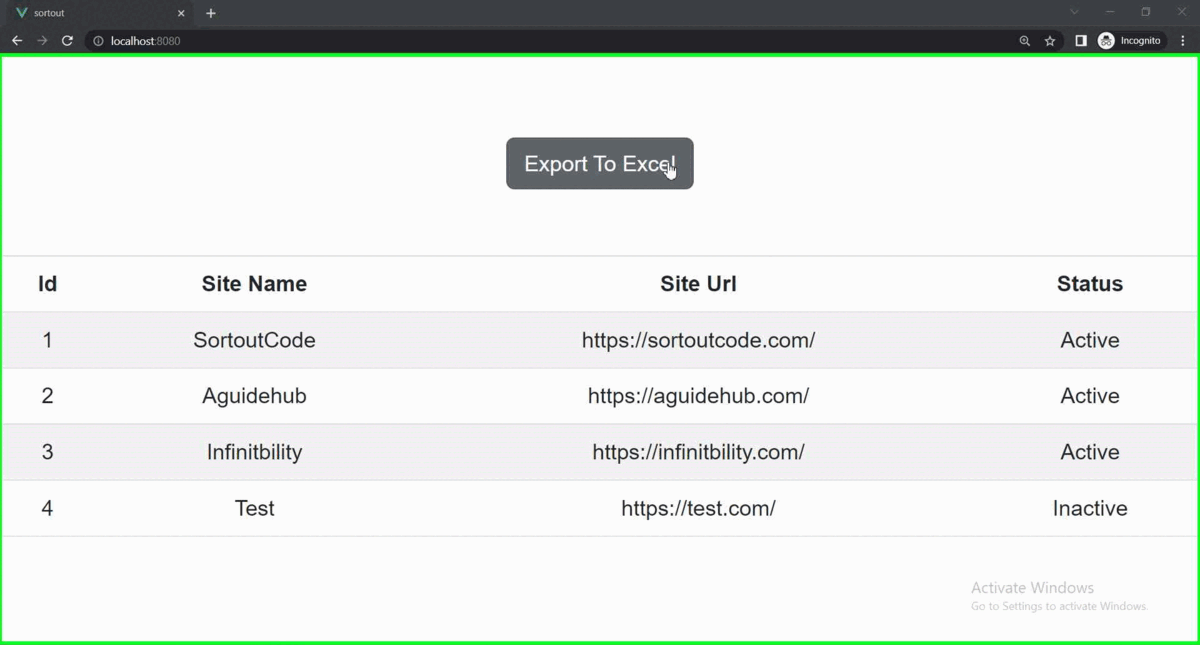 sortout
localhost:8080
Incognito
Export To Excel
Id Site Name Site Url Status
1 SortoutCode https://sortoutcode.com/ Active
2 Aguidehub https://aguidehub.com/ Active
3 Infinitbility https://infinitbility.com/ Active
4 Test https://test.com/ Inactive
Activate Windows
Go to Settings to activate Windows.